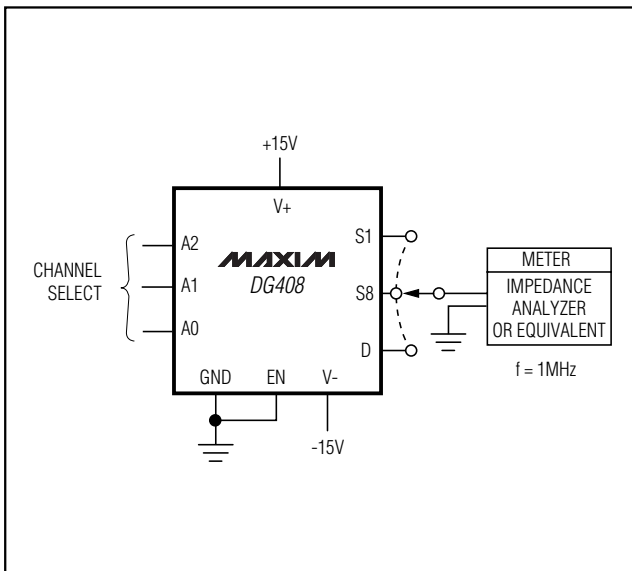 +15V
V+
A2
S1
MAXIM
DG408
METER
CHANNEL
SELECT
A1
S8
IMPEDANCE
ANALYZER
OR EQUIVALENT
A0
D
f = 1MHz
GND
EN
V-
-15V